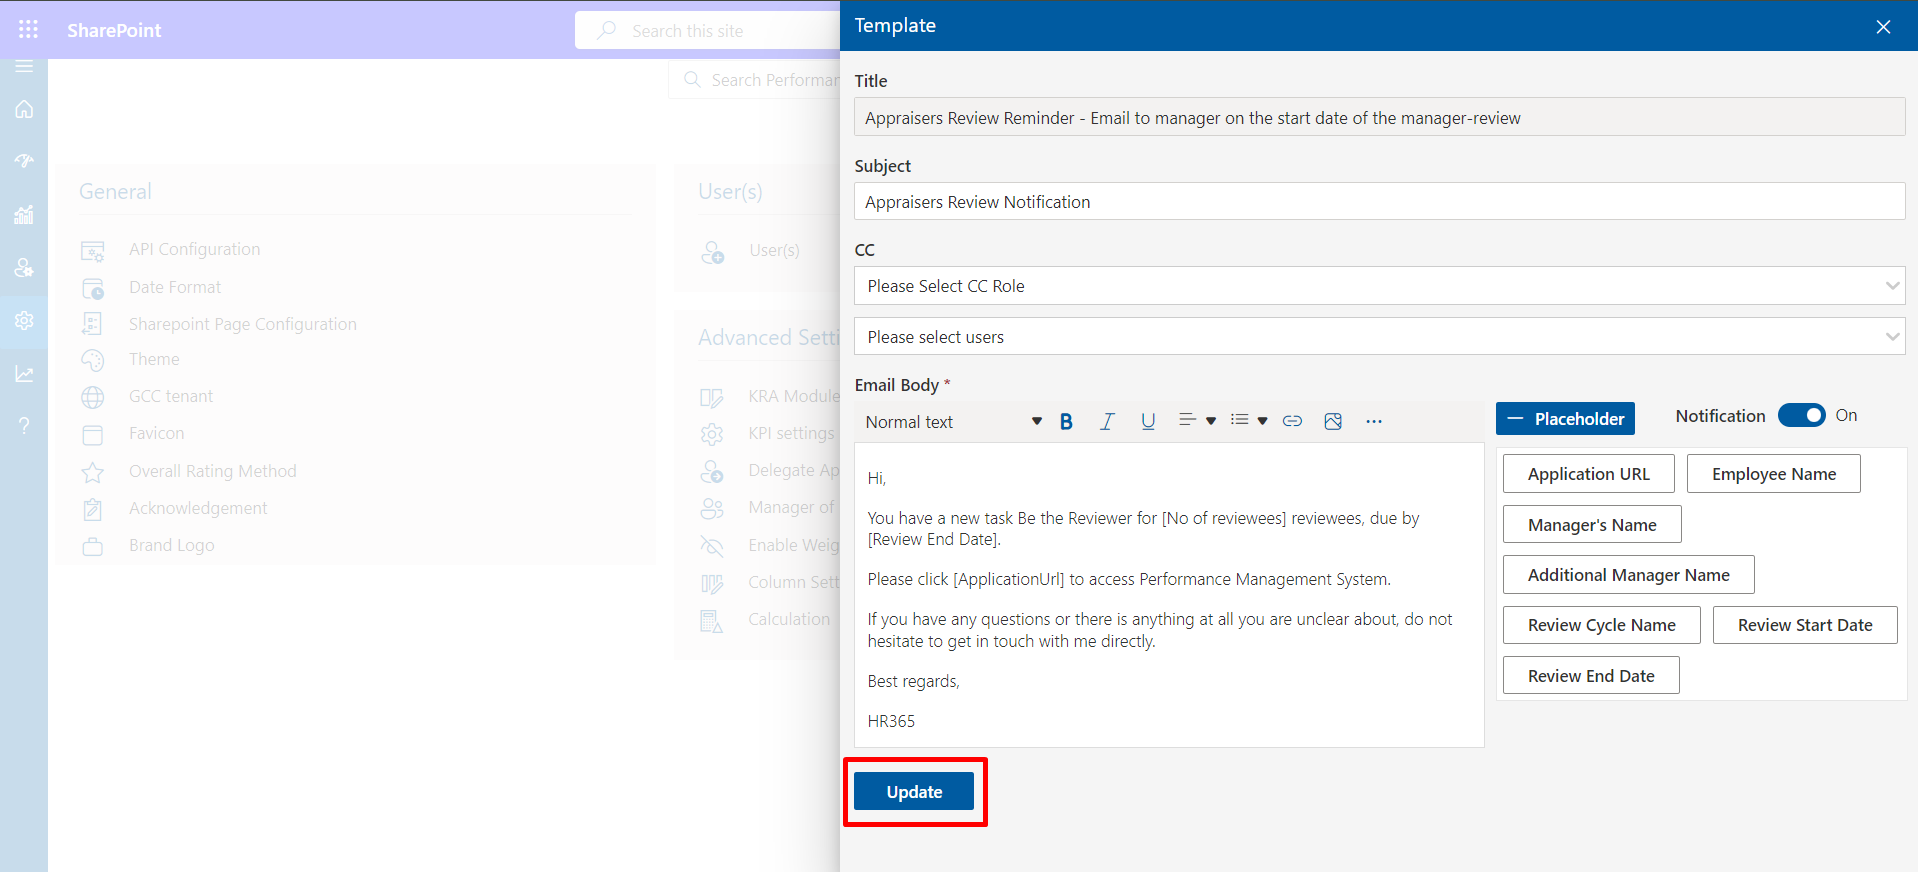 SharePoint
Search this site
Search Performan
General
API Configuration
Date Format
Sharepoint Page Configuration
Theme
GCC tenant
Favicon
Overall Rating Method
Acknowledgement
Brand Logo
User(s)
User(s)
Advanced Setti
KRA Module
KPI settings
Delegate Ap
Manager of
Enable Weig
Column Sett
Calculation
Template
Title
Appraisers Review Reminder - Email to manager on the start date of the manager-review
Subject
Appraisers Review Notification
CC
Please Select CC Role
Please select users
Email Body *
Normal text
B I U
Placeholder
Notification
On
Hi,
You have a new task Be the Reviewer for [No of reviewees] reviewees, due by
[Review End Date].
Please click [ApplicationUrl] to access Performance Management System.
If you have any questions or there is anything at all you are unclear about, do not
hesitate to get in touch with me directly.
Best regards,
HR365
Application URL
Employee Name
Manager's Name
Additional Manager Name
Review Cycle Name
Review Start Date
Review End Date
Update